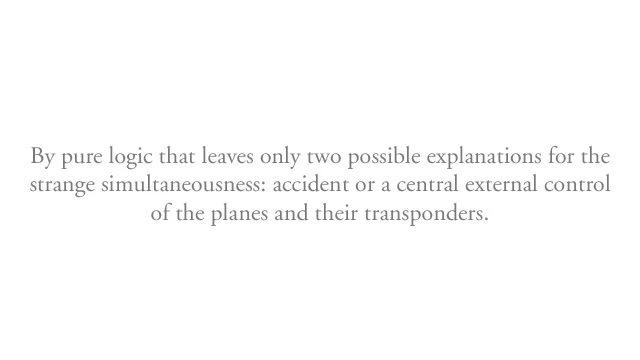 By pure logic that leaves only two possible explanations for the
strange simultaneousness: accident or a central external control
of the planes and their transponders.